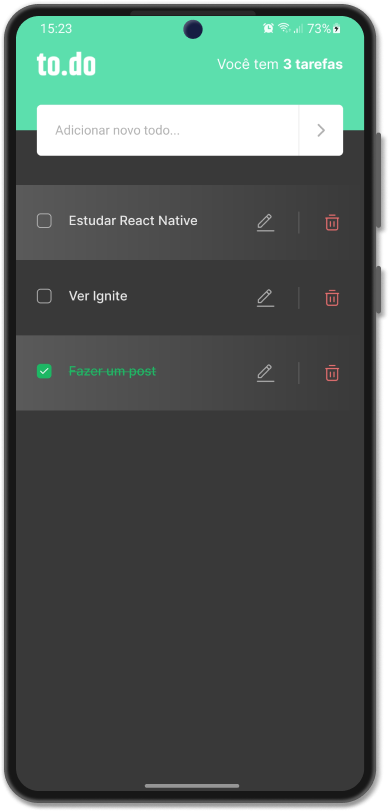 15:23
73%
to.do
Você tem 3 tarefas
Adicionar novo todo...
Estudar React Native
Ver Ignite
Fazer um post